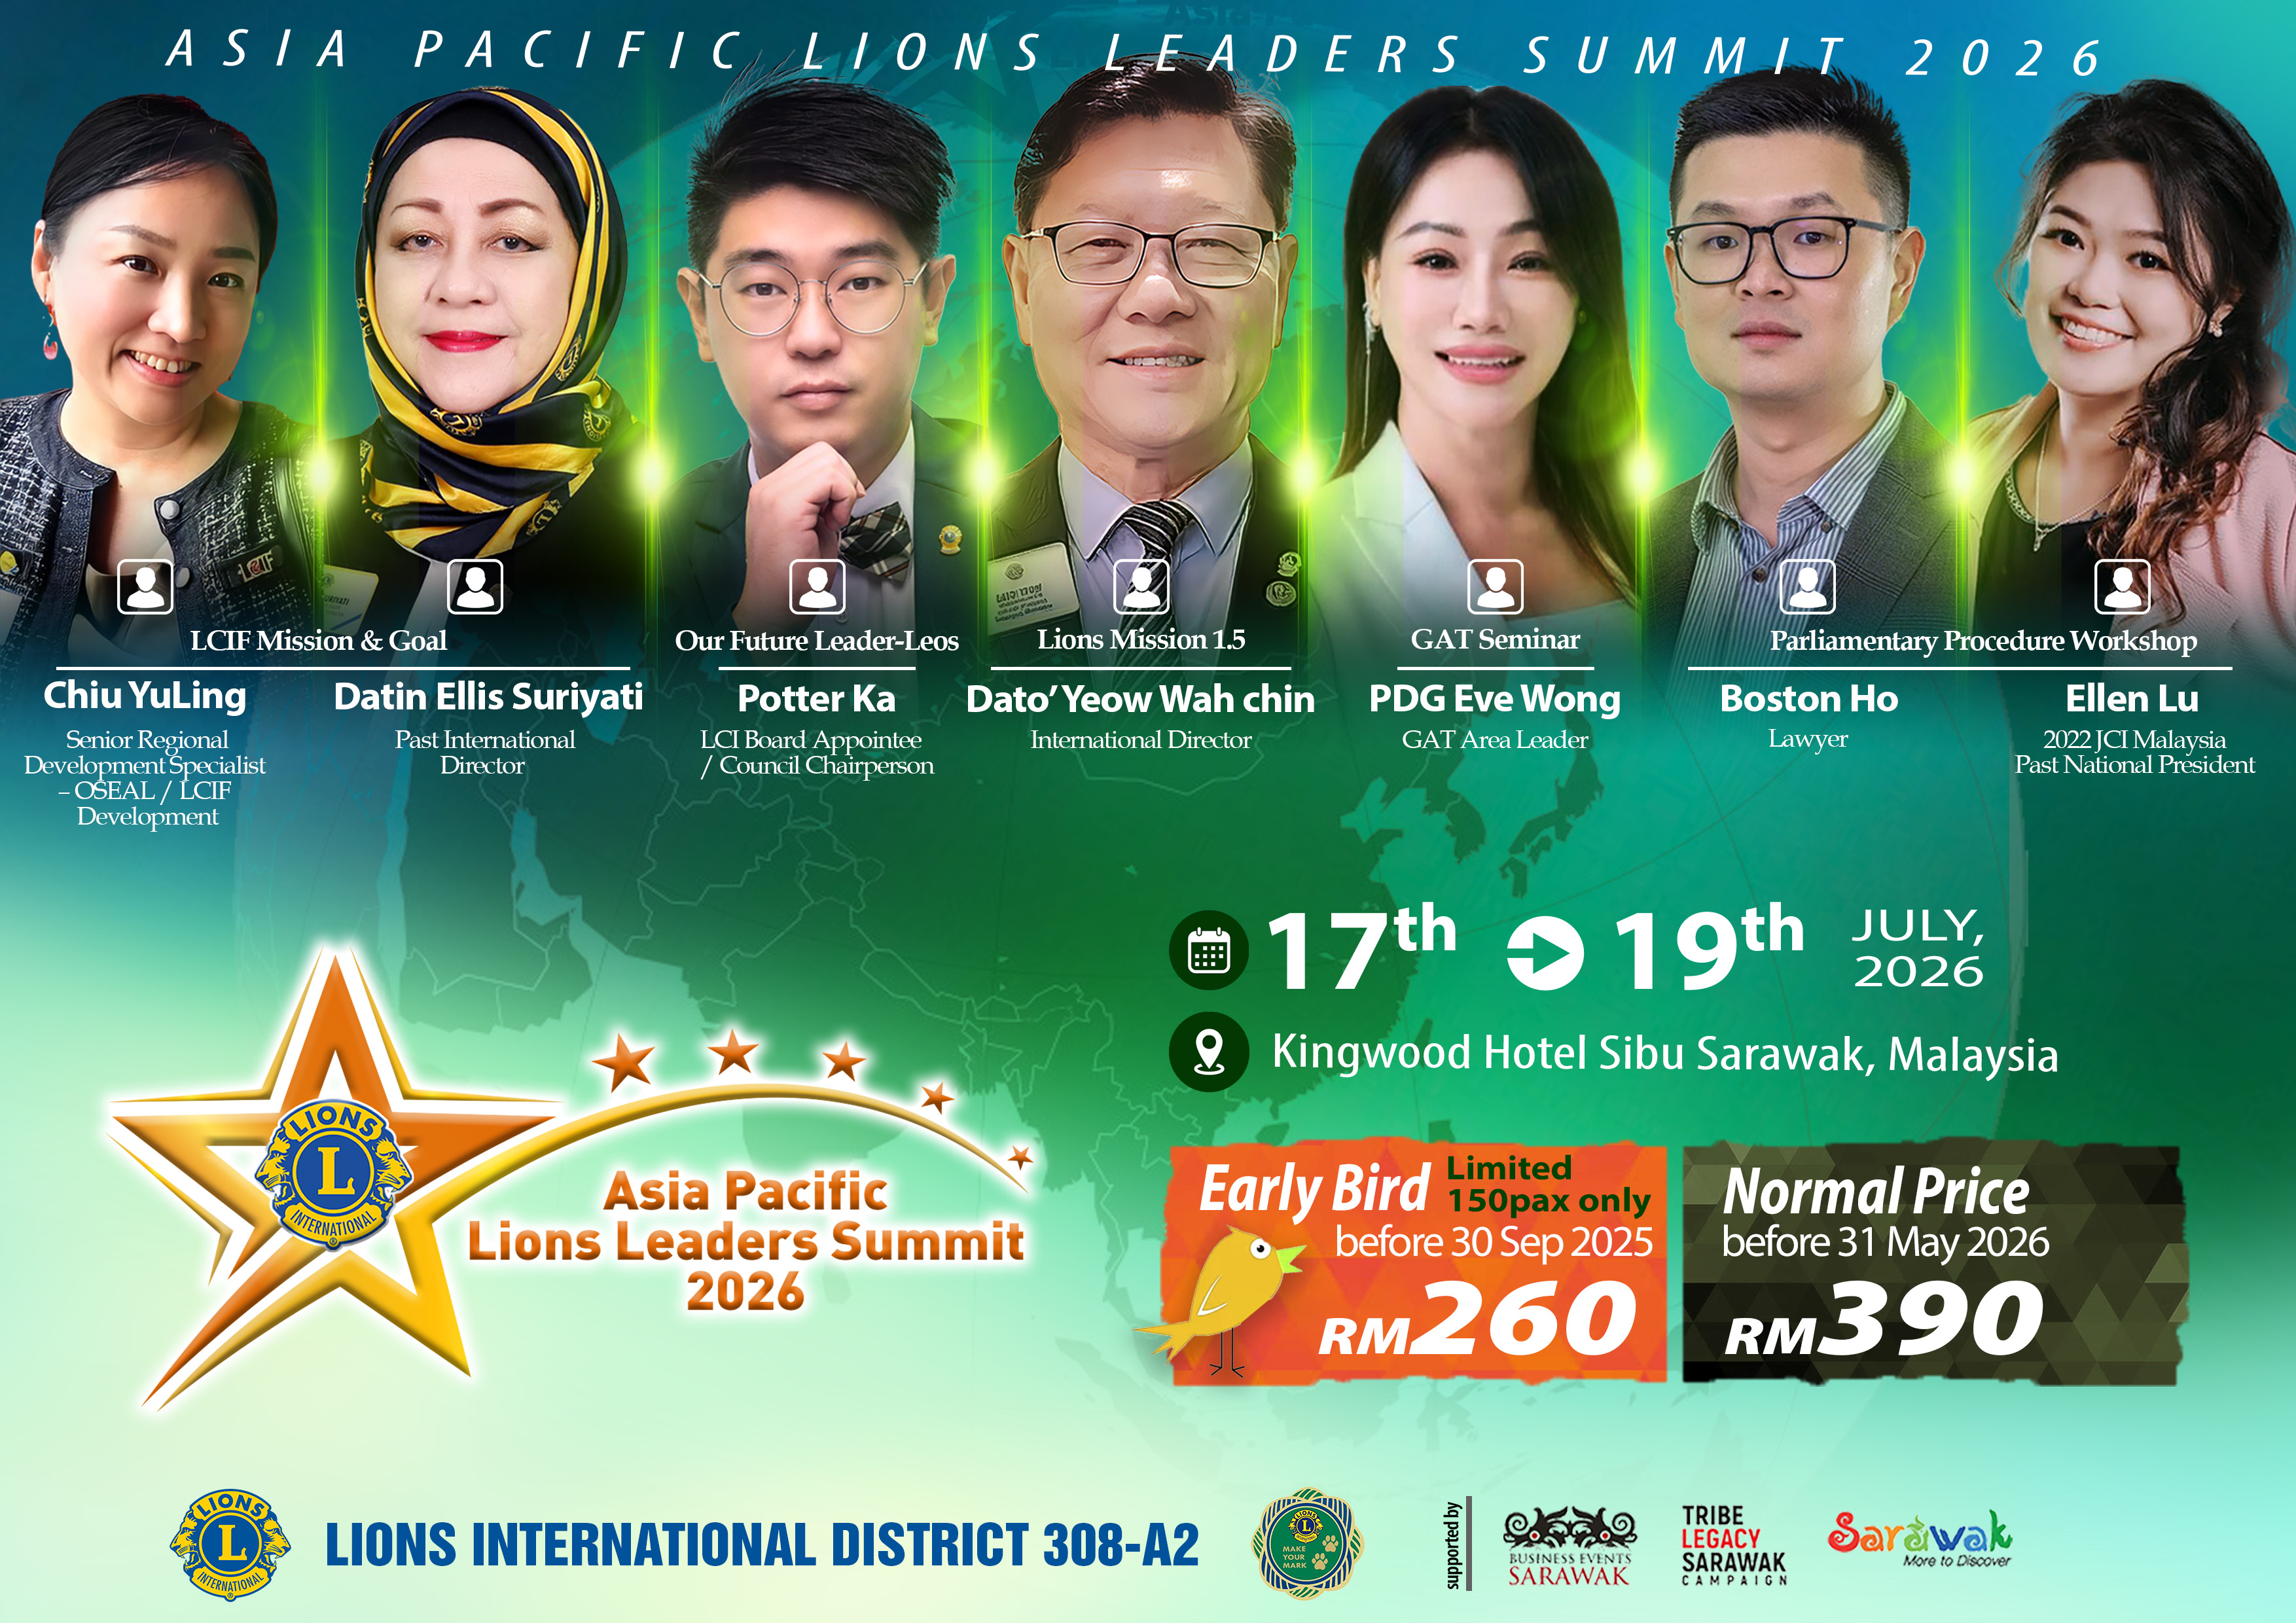 ASIA PACIFIC LIONS LEADERS SUMMIT 2026
LCIF Mission & Goal
Chiu YuLing
Senior Regional
Development Specialist
– OSEAL / LCIF
Development
Datin Ellis Suriyati
Past International
Director
Our Future Leader-Leos
Potter Ka
LCI Board Appointee
/ Council Chairperson
Lions Mission 1.5
Dato' Yeow Wah chin
International Director
GAT Seminar
PDG Eve Wong
GAT Area Leader
Parliamentary Procedure Workshop
Boston Ho
Lawyer
Ellen Lu
2022 JCI Malaysia
Past National President
17th 19th JULY,
2026
Kingwood Hotel Sibu Sarawak, Malaysia
LIONS
L
INTERNATIONAL
Asia Pacific
Lions Leaders Summit
2026
Early Bird Limited
150pax only
before 30 Sep 2025
RM260
Normal Price
before 31 May 2026
RM390
LIONS
L
INTERNATIONAL
LIONS INTERNATIONAL DISTRICT 308-A2
LIONS
L
MAKE
YOUR
MARK
supported by
BUSINESS EVENTS
SARAWAK
TRIBE
LEGACY
SARAWAK
CAMPAIGN
Sarawak
More to Discover